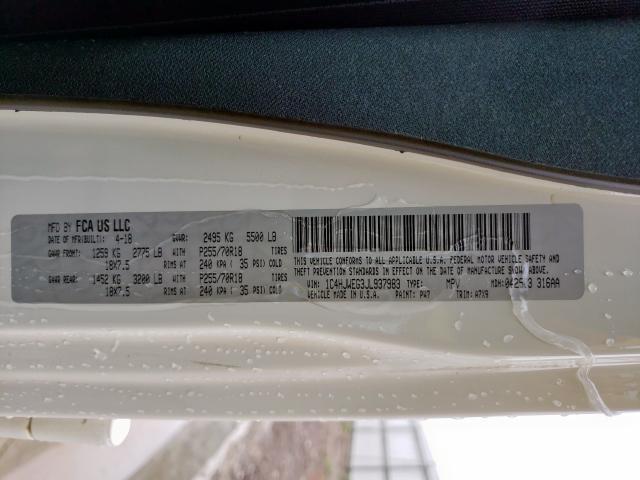 MFD BY FCA US LLC
DATE OF MFR(BUILT): 4-18 GVWR: 2495 KG 5500 LB
GAWR FRONT: 1259 KG 2775 LB WITH P255/70R18 TIRES
18X7.5 RIMS AT 240 KPA ( 35 PSI) COLD
GAWR REAR: 1452 KG 3200 LB WITH P255/70R18 TIRES
18X7.5 RIMS AT 240 KPA ( 35 PSI) COLD
THIS VEHICLE CONFORMS TO ALL APPLICABLE U.S.A. FEDERAL MOTOR VEHICLE SAFETY AND
THEFT PREVENTION STANDARDS IN EFFECT ON THE DATE OF MANUFACTURE SHOWN ABOVE.
VIN: 1C4HJWEG3JL937983 TYPE: MPV MDH: 316AA
VEHICLE MADE IN U.S.A. PAINT: PW7 TRIM: A7X9